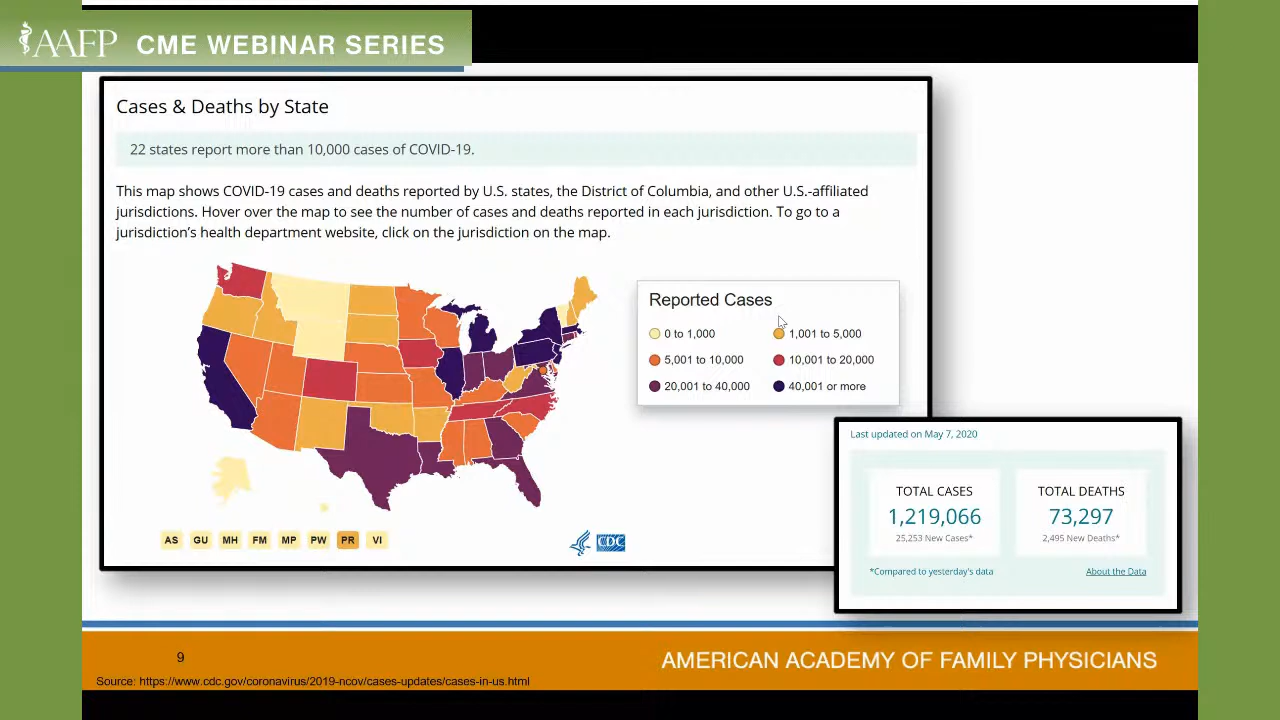 AAFP CME WEBINAR SERIES
Cases & Deaths by State
22 states report more than 10,000 cases of COVID-19.
This map shows COVID-19 cases and deaths reported by U.S. states, the District of Columbia, and other U.S.-affiliated
jurisdictions. Hover over the map to see the number of cases and deaths reported in each jurisdiction. To go to a
jurisdiction's health department website, click on the jurisdiction on the map.
Reported Cases
0 to 1,000
1,001 to 5,000
5,001 to 10,000
10,001 to 20,000
20,001 to 40,000
40,001 or more
AS GU MH FM MP PW PR VI
CDC
Last updated on May 7, 2020
TOTAL CASES
1,219,066
25,253 New Cases*
TOTAL DEATHS
73,297
2,495 New Deaths*
*Compared to yesterday's data
About the Data
9
AMERICAN ACADEMY OF FAMILY PHYSICIANS
Source: https://www.cdc.gov/coronavirus/2019-ncov/cases-updates/cases-in-us.html